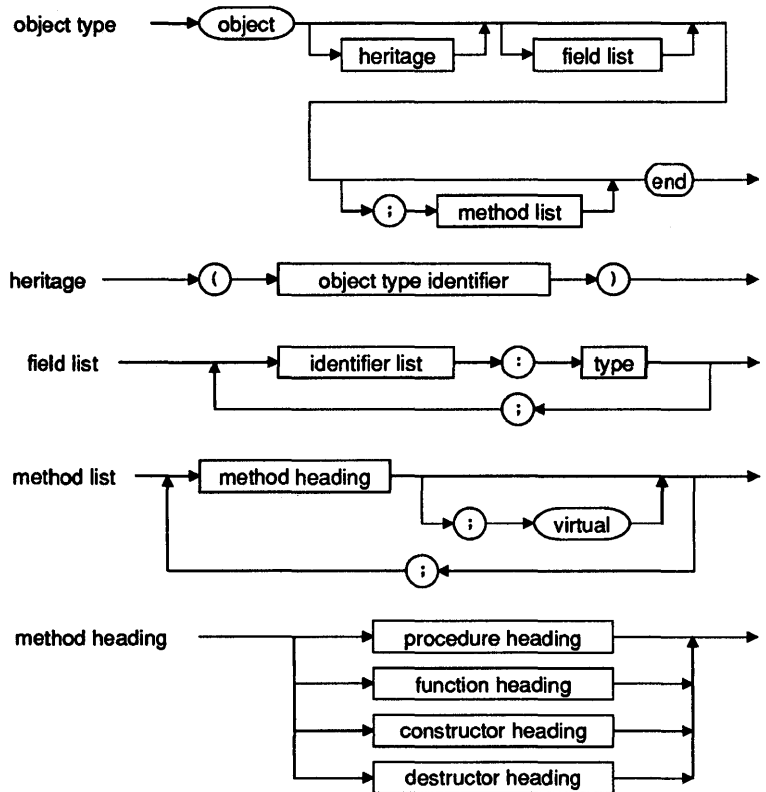 object type object
heritage field list
end
; method list
heritage ( object type identifier )
field list identifier list : type
;
method list method heading
; virtual
;
method heading procedure heading
function heading
constructor heading
destructor heading